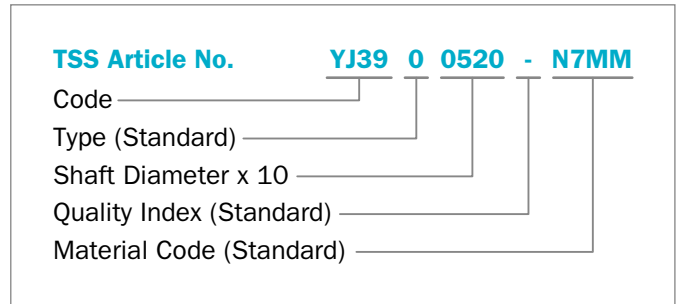 TSS Article No. YJ39 0 0520 - N7MM
Code
Type (Standard)
Shaft Diameter x 10
Quality Index (Standard)
Material Code (Standard)